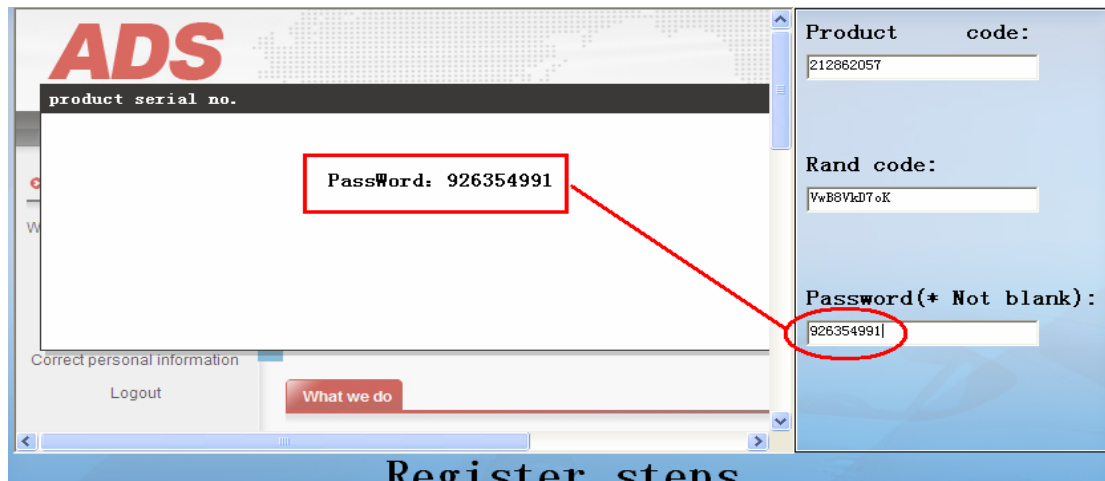 ADS
product serial no.
PassWord: 926354991
W
Correct personal information
Logout
What we do
Product code:
212862057
Rand code:
VwB8VkD7oK
Password(* Not blank):
926354991
Register steps